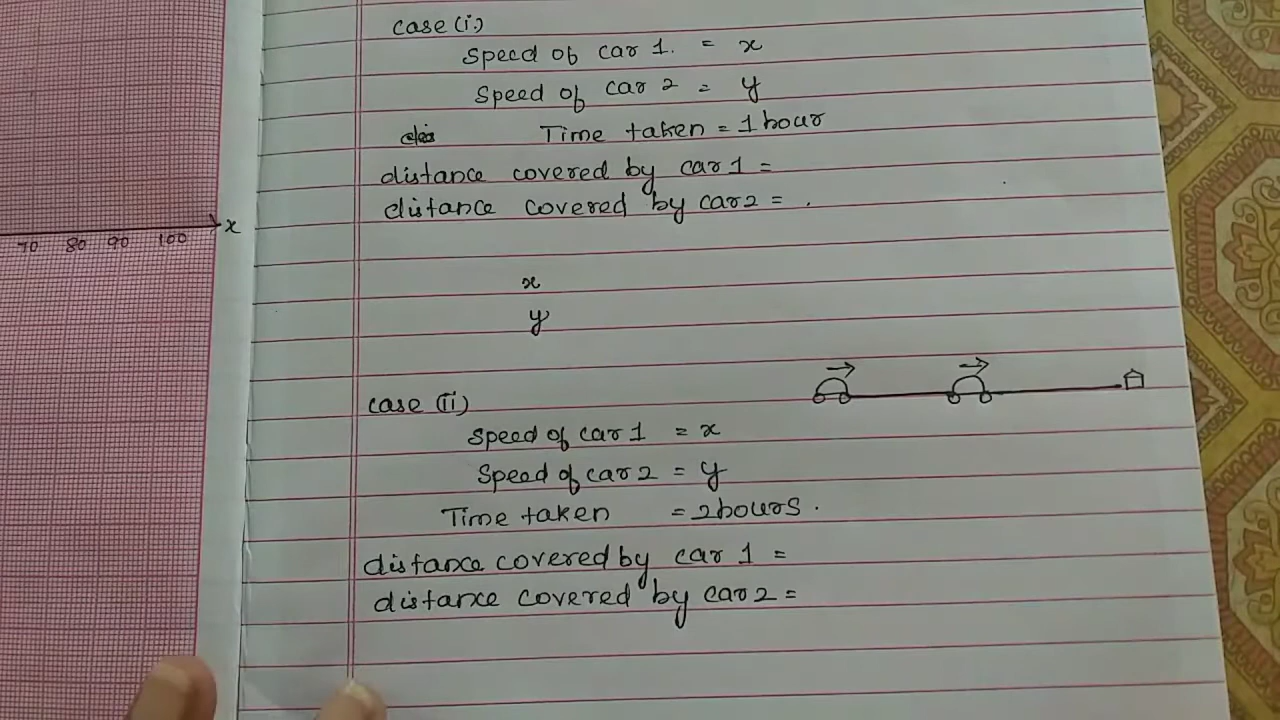 case (i)
Speed of car 1. = x
Speed of car 2 = y
Time taken = 1 hour
distance covered by car 1 =
distance covered by car 2 = .
x
70 80 90 100
x
y
case (ii)
Speed of car 1 = x
Speed of car 2 = y
Time taken = 2 hours.
distance covered by car 1 =
distance covered by car 2 =